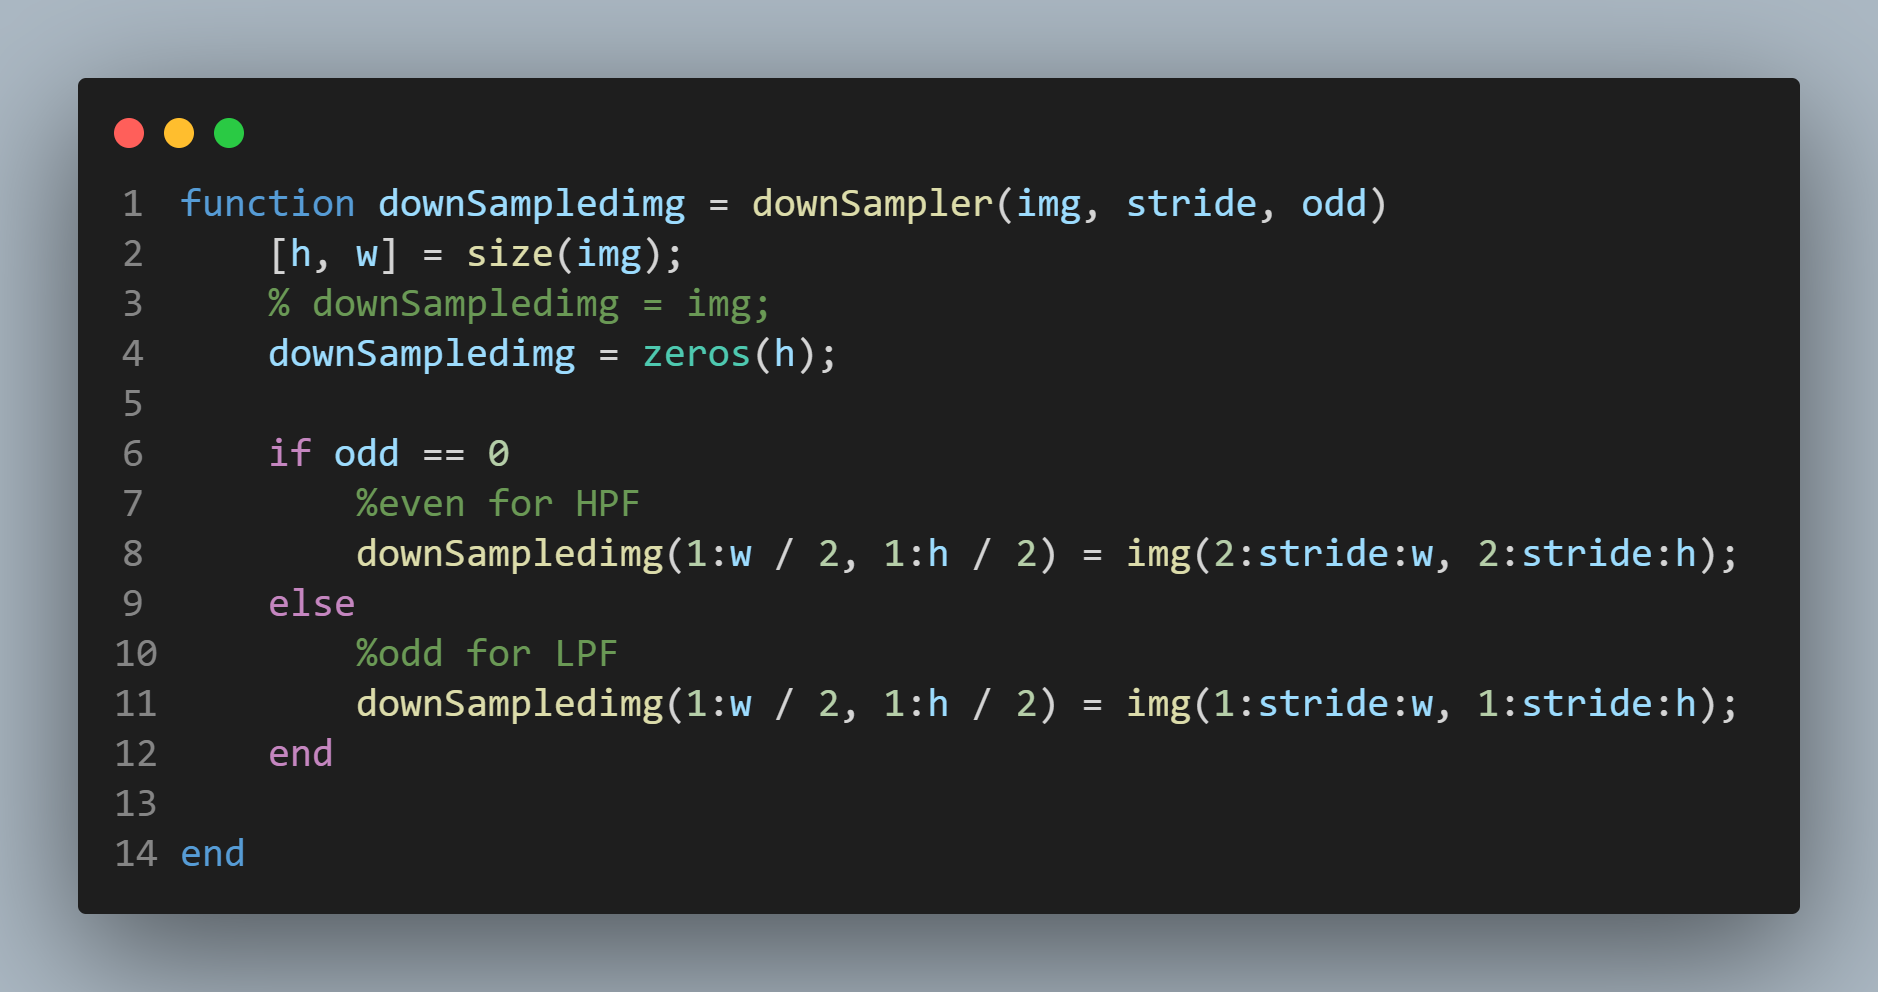 1 function downSampledimg = downSampler(img, stride, odd)
2     [h, w] = size(img);
3     % downSampledimg = img;
4     downSampledimg = zeros(h);
5
6     if odd == 0
7         %even for HPF
8         downSampledimg(1:w / 2, 1:h / 2) = img(2:stride:w, 2:stride:h);
9     else
10         %odd for LPF
11         downSampledimg(1:w / 2, 1:h / 2) = img(1:stride:w, 1:stride:h);
12     end
13
14 end